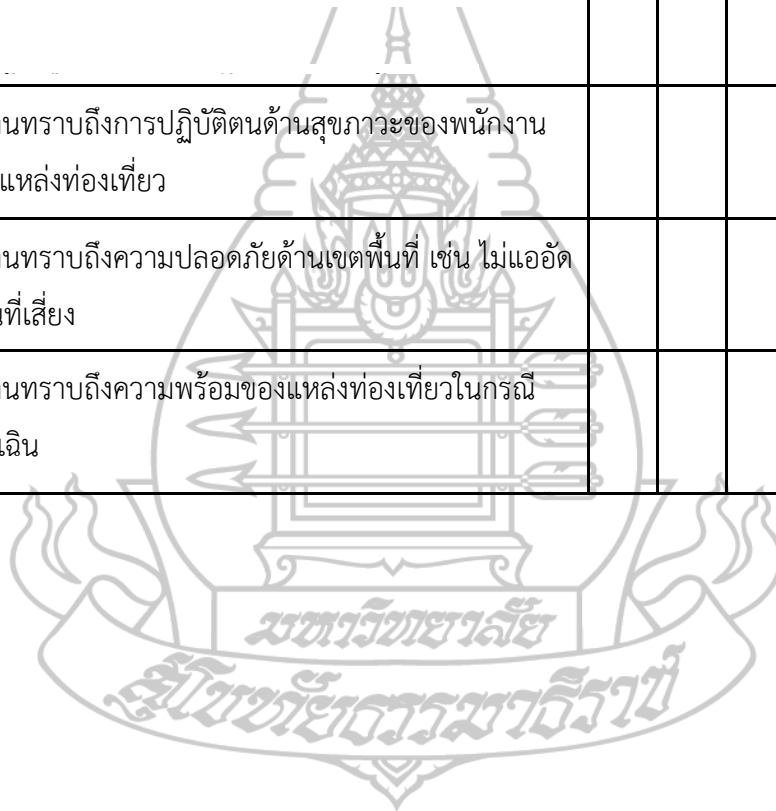 นทราบถึงการปฏิบัติตนด้านสุขภาวะของพนักงาน
แหล่งท่องเที่ยว
นทราบถึงความปลอดภัยด้านเขตพื้นที่ เช่น ไม่แออัด
ที่เสี่ยง
นทราบถึงความพร้อมของแหล่งท่องเที่ยวในกรณี
เฉิน
มหาวิทยาลัย
สุโขทัยธรรมาธิราช